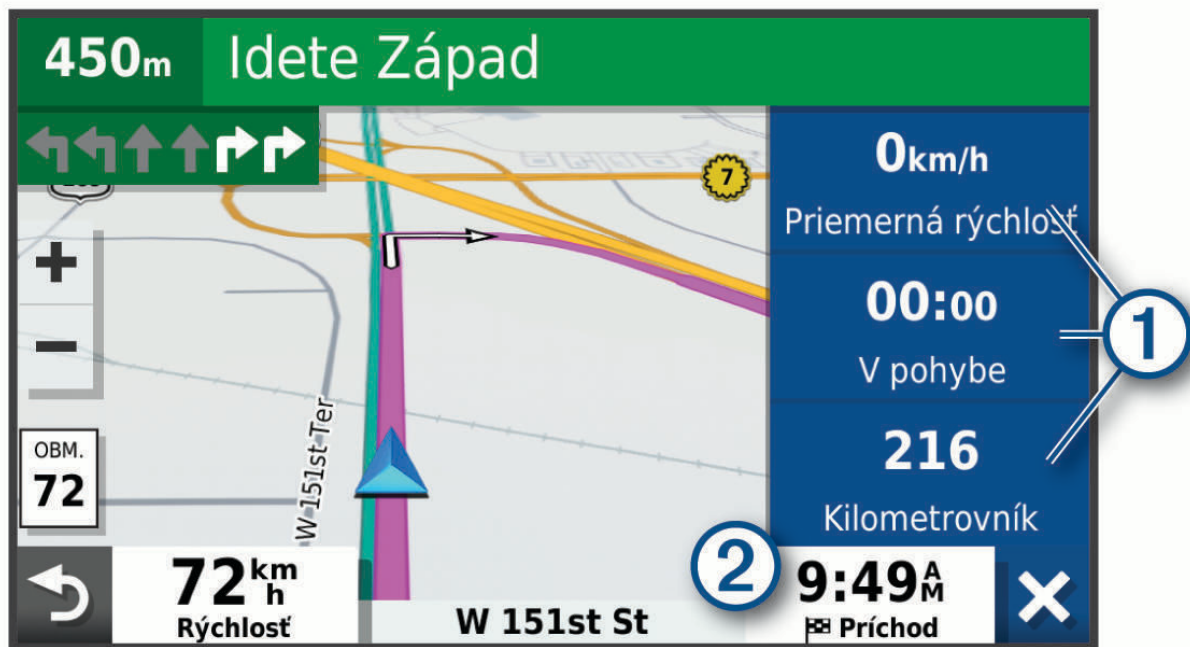 450m Idete Západ
0km/h
Priemerná rýchlosť
7
00:00
V pohybe
1
216
Kilometrovník
OBM.
72
W 151st Ter
72 km h
Rýchlosť
W 151st St
2
9:49 AM
Príchod